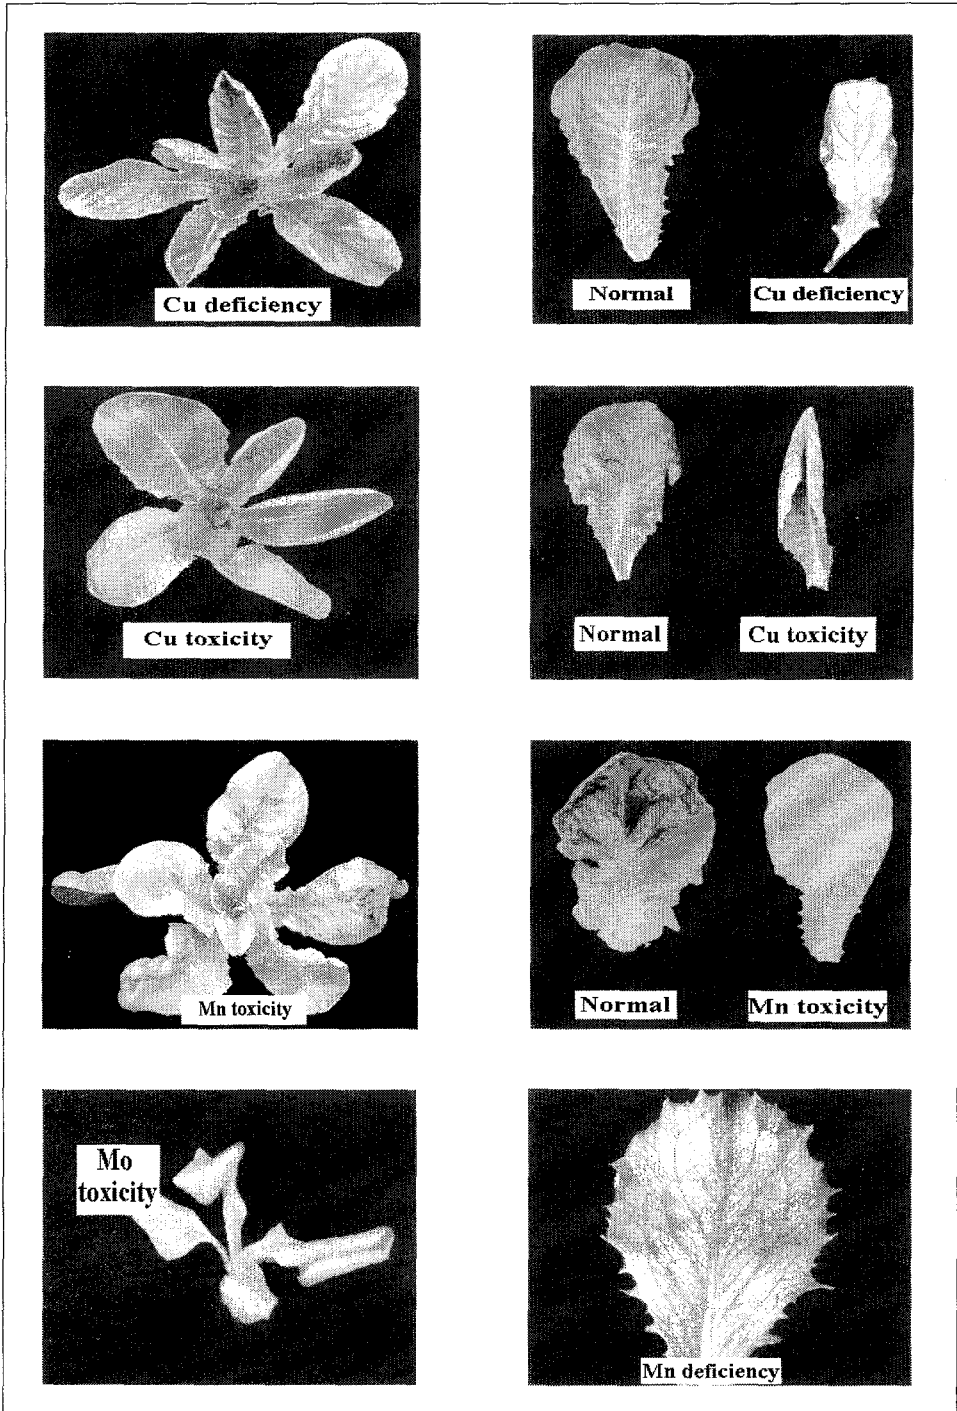 Cu deficiency
Normal
Cu deficiency
Cu toxicity
Normal
Cu toxicity
Mn toxicity
Normal
Mn toxicity
Mo
toxicity
Mn deficiency